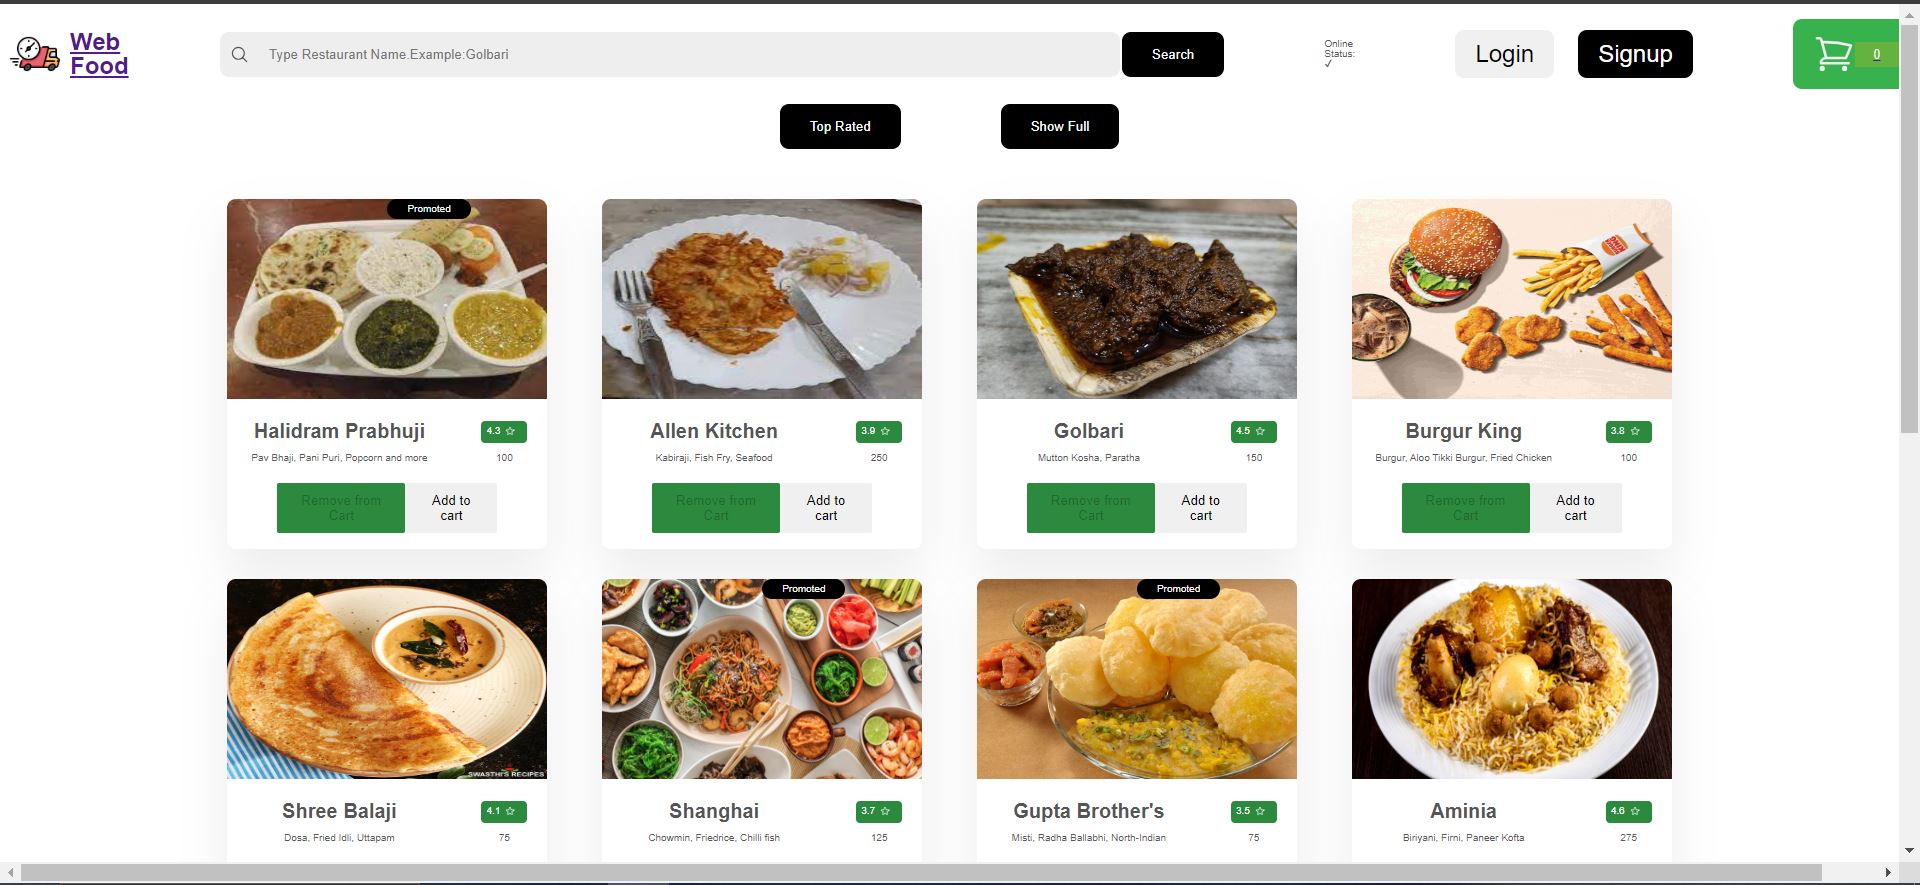 Web
Food
Type Restaurant Name.Example:Golbari
Search
Online
Status:
✓
Login
Signup
0
Top Rated
Show Full
Promoted
Halidram Prabhuji
4.3 ☆
Pav Bhaji, Pani Puri, Popcorn and more
100
Remove from
Cart
Add to
cart
Allen Kitchen
3.9 ☆
Kabiraji, Fish Fry, Seafood
250
Remove from
Cart
Add to
cart
Golbari
4.5 ☆
Mutton Kosha, Paratha
150
Remove from
Cart
Add to
cart
Burgur King
3.8 ☆
Burgur, Aloo Tikki Burgur, Fried Chicken
100
Remove from
Cart
Add to
cart
SWASTHI'S RECIPES
Shree Balaji
4.1 ☆
Dosa, Fried Idli, Uttapam
75
Promoted
Shanghai
3.7 ☆
Chowmin, Friedrice, Chilli fish
125
Promoted
Gupta Brother's
3.5 ☆
Misti, Radha Ballabhi, North-Indian
75
Aminia
4.6 ☆
Biriyani, Firni, Paneer Kofta
275